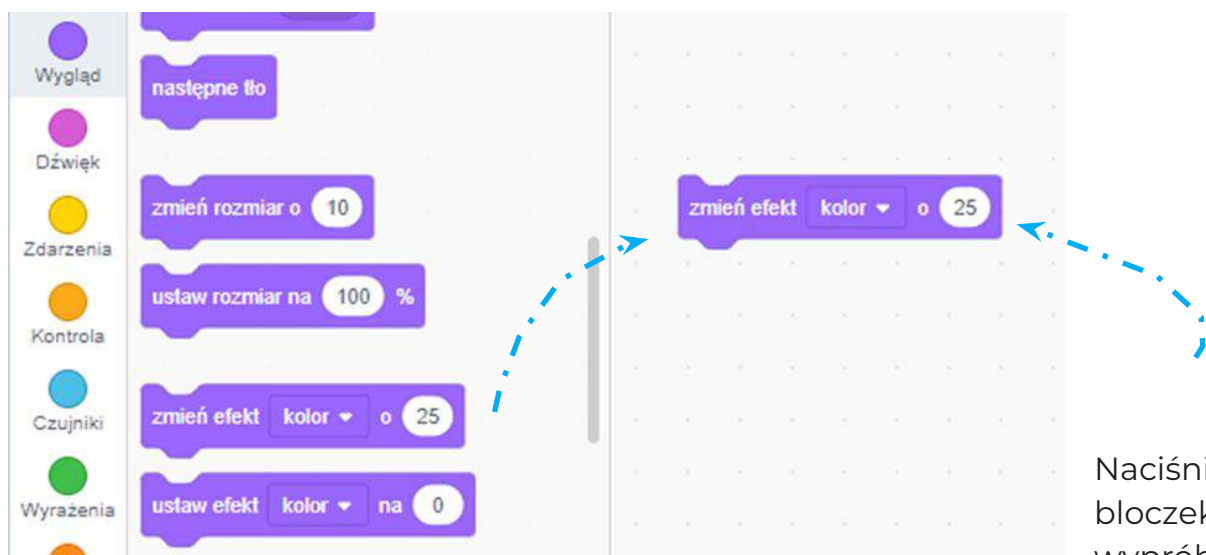 Wygląd
Dźwięk
Zdarzenia
Kontrola
Czujniki
Wyrażenia
następne tło
zmień rozmiar o 10
ustaw rozmiar na 100 %
zmień efekt kolor o 25
ustaw efekt kolor na 0
zmień efekt kolor o 25
Naciśni
bloczek
wyprób